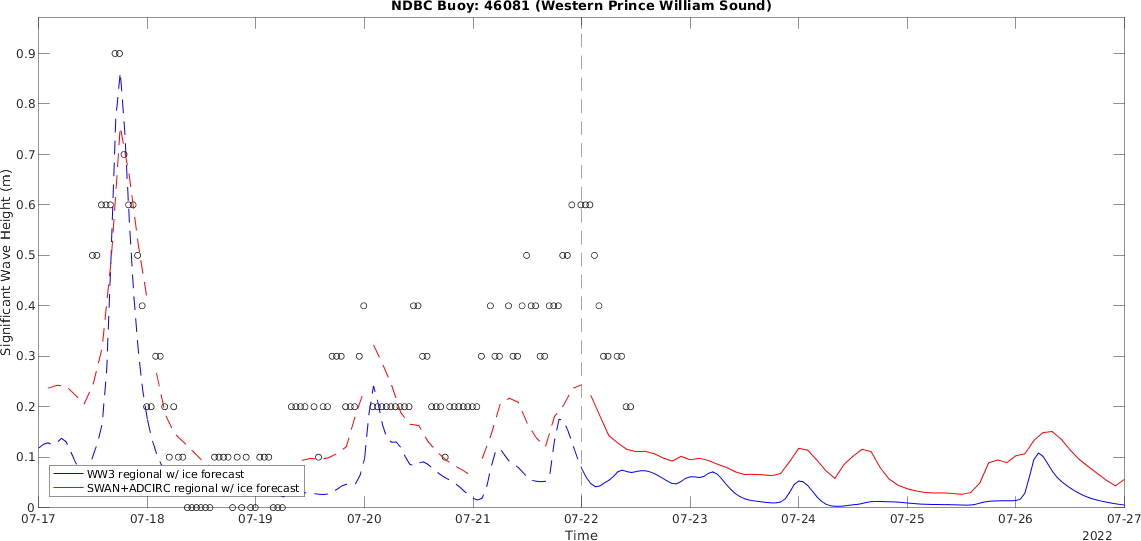 NDBC Buoy: 46081 (Western Prince William Sound)
Significant Wave Height (m)
0.9
0.8
0.7
0.6
0.5
0.4
0.3
0.2
0.1
0
WW3 regional w/ ice forecast
SWAN+ADCIRC regional w/ ice forecast
07-17 07-18 07-19 07-20 07-21 07-22 07-23 07-24 07-25 07-26 07-27
Time
2022